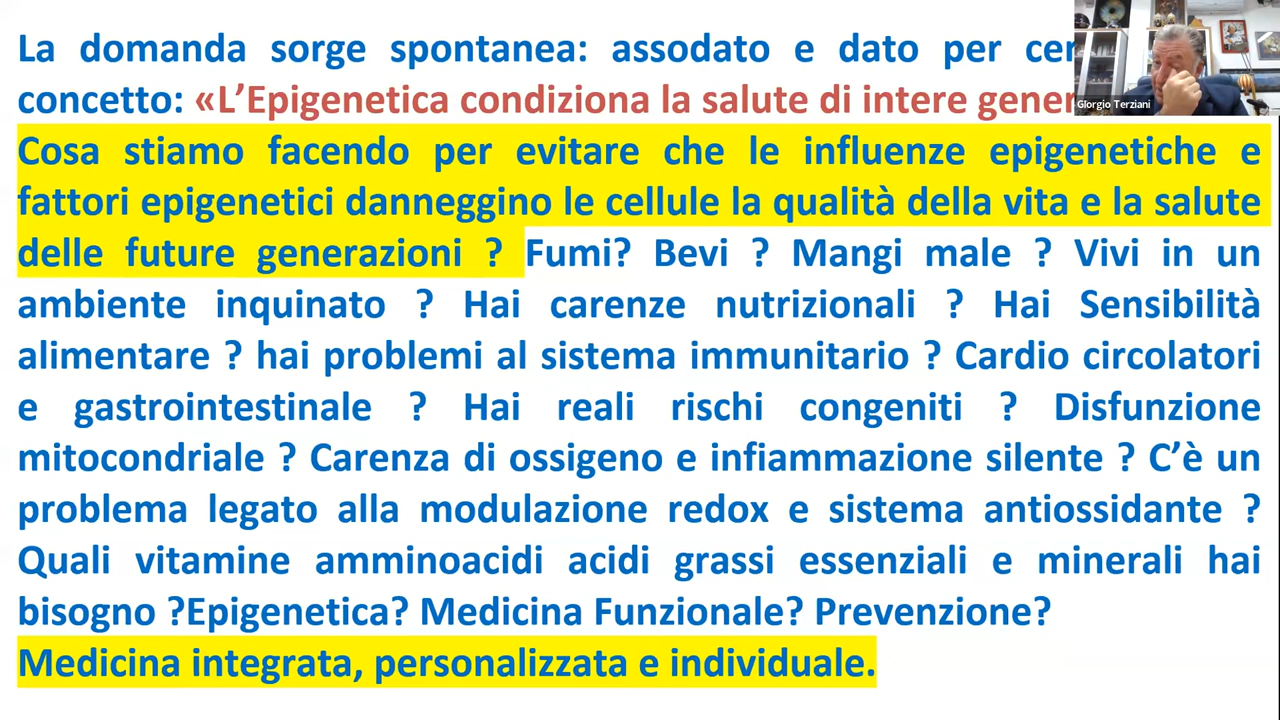 La domanda sorge spontanea: assodato e dato per
concetto: «L’Epigenetica condiziona la salute di intere
Giorgio Terziani
Cosa stiamo facendo per evitare che le influenze epigenetiche e
fattori epigenetici danneggino le cellule la qualità della vita e la salute
delle future generazioni ? Fumi? Bevi ? Mangi male ? Vivi in un
ambiente inquinato ? Hai carenze nutrizionali ? Hai Sensibilità
alimentare ? hai problemi al sistema immunitario ? Cardio circolatori
e gastrointestinale ? Hai reali rischi congeniti ? Disfunzione
mitocondriale ? Carenza di ossigeno e infiammazione silente ? C’è un
problema legato alla modulazione redox e sistema antiossidante ?
Quali vitamine amminoacidi acidi grassi essenziali e minerali hai
bisogno ?Epigenetica? Medicina Funzionale? Prevenzione?
Medicina integrata, personalizzata e individuale.